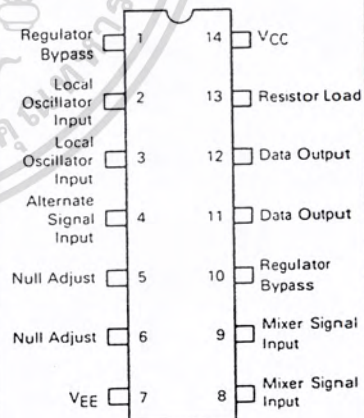 Regulator
Bypass
1
14
VCC
Local
Oscillator
Input
2
13
Resistor Load
Local
Oscillator
Input
3
12
Data Output
Alternate
Signal
Input
4
11
Data Output
Null Adjust
5
10
Regulator
Bypass
Null Adjust
6
9
Mixer Signal
Input
VEE
7
8
Mixer Signal
Input